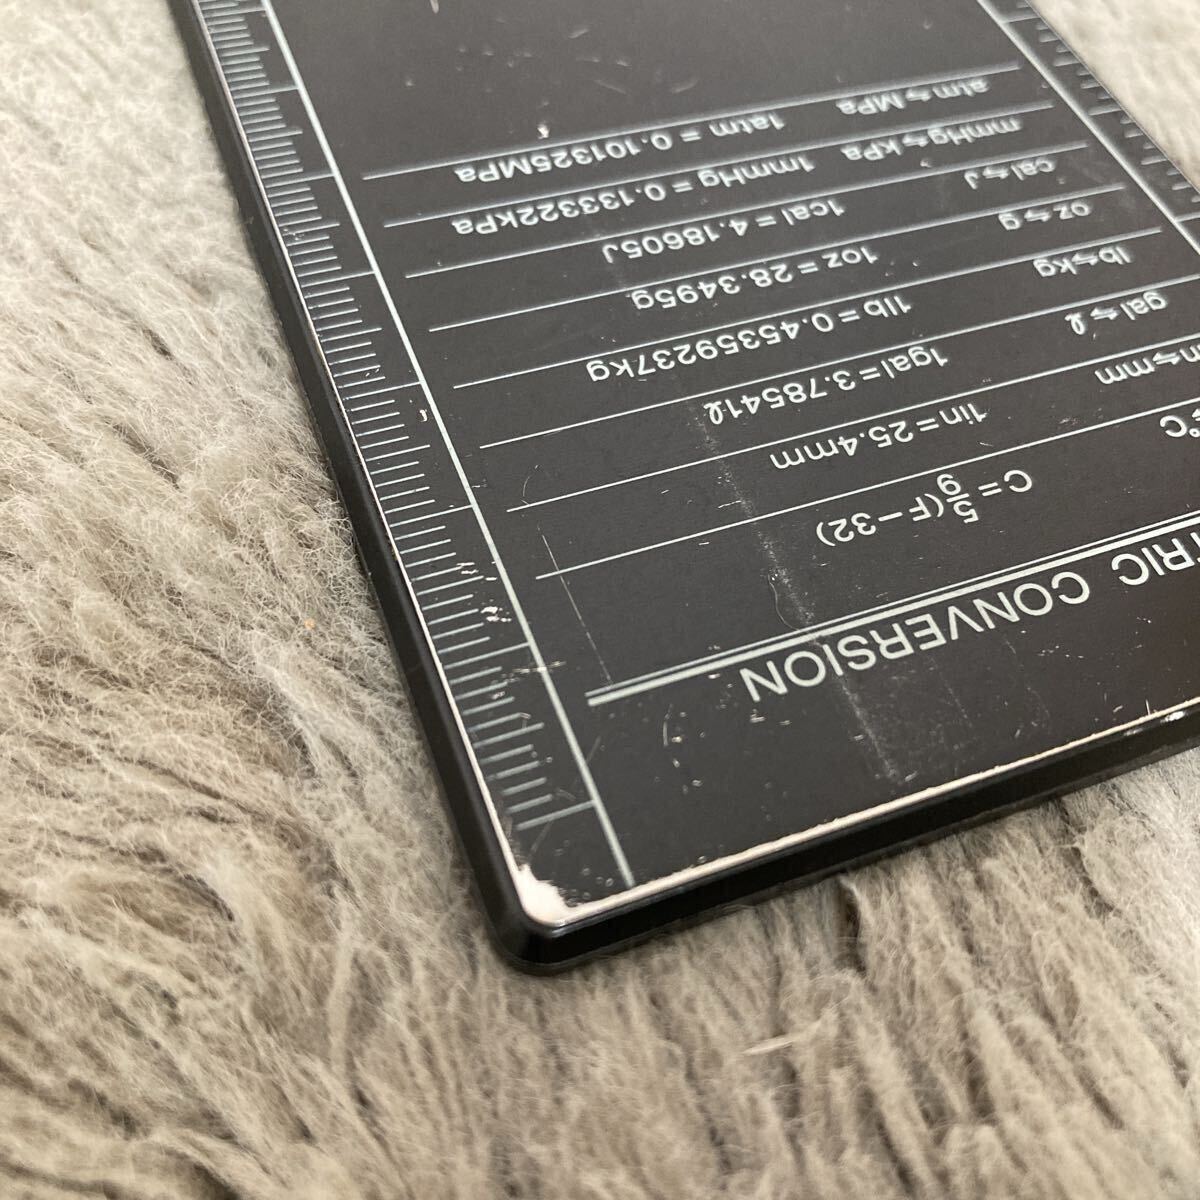 TRIC CONVERSION
°C C=5/9(F−32)
in⇆mm 1in=25.4mm
gal⇆ℓ 1gal=3.78541ℓ
lb⇆kg 1lb=0.45359237kg
oz⇆g 1oz=28.3495g
cal⇆J 1cal=4.18605J
mmHg⇆kPa 1mmHg=0.133322kPa
atm⇆MPa 1atm=0.101325MPa